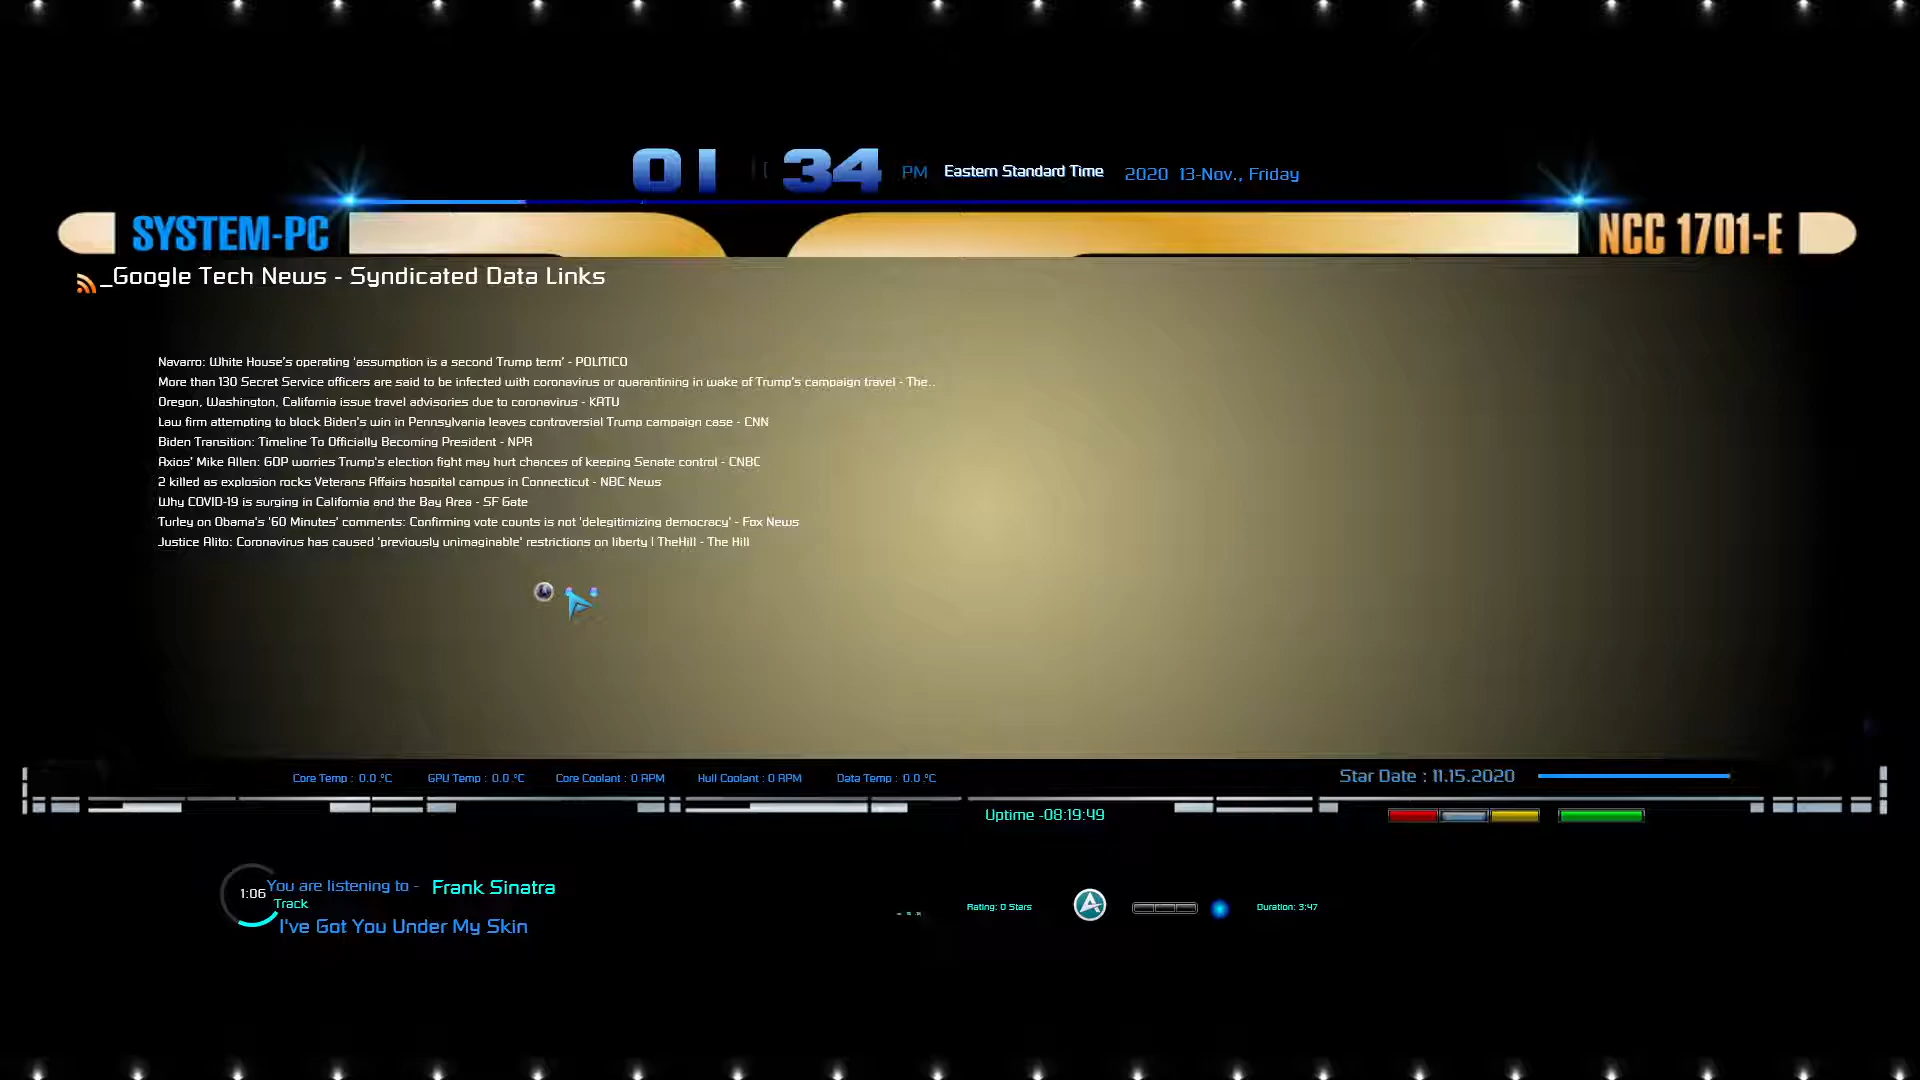 01 : 34 PM Eastern Standard Time 2020 13-Nov., Friday
SYSTEM-PC NCC 1701-E
_Google Tech News - Syndicated Data Links
Navarro: White House's operating 'assumption is a second Trump term' - POLITICO
More than 130 Secret Service officers are said to be infected with coronavirus or quarantining in wake of Trump's campaign travel - The..
Oregon, Washington, California issue travel advisories due to coronavirus - KATU
Law firm attempting to block Biden's win in Pennsylvania leaves controversial Trump campaign case - CNN
Biden Transition: Timeline To Officially Becoming President - NPR
Axios' Mike Allen: GOP worries Trump's election fight may hurt chances of keeping Senate control - CNBC
2 killed as explosion rocks Veterans Affairs hospital campus in Connecticut - NBC News
Why COVID-19 is surging in California and the Bay Area - SF Gate
Turley on Obama's '60 Minutes' comments: Confirming vote counts is not 'delegitimizing democracy' - Fox News
Justice Alito: Coronavirus has caused 'previously unimaginable' restrictions on liberty | TheHill - The Hill
Core Temp : 0.0 °C GPU Temp : 0.0 °C Core Coolant : 0 RPM Hull Coolant : 0 RPM Data Temp : 0.0 °C Star Date : 11.15.2020
Uptime -08:19:49
1:06 You are listening to - Frank Sinatra
Track
I've Got You Under My Skin
Rating: 0 Stars Duration: 3:47